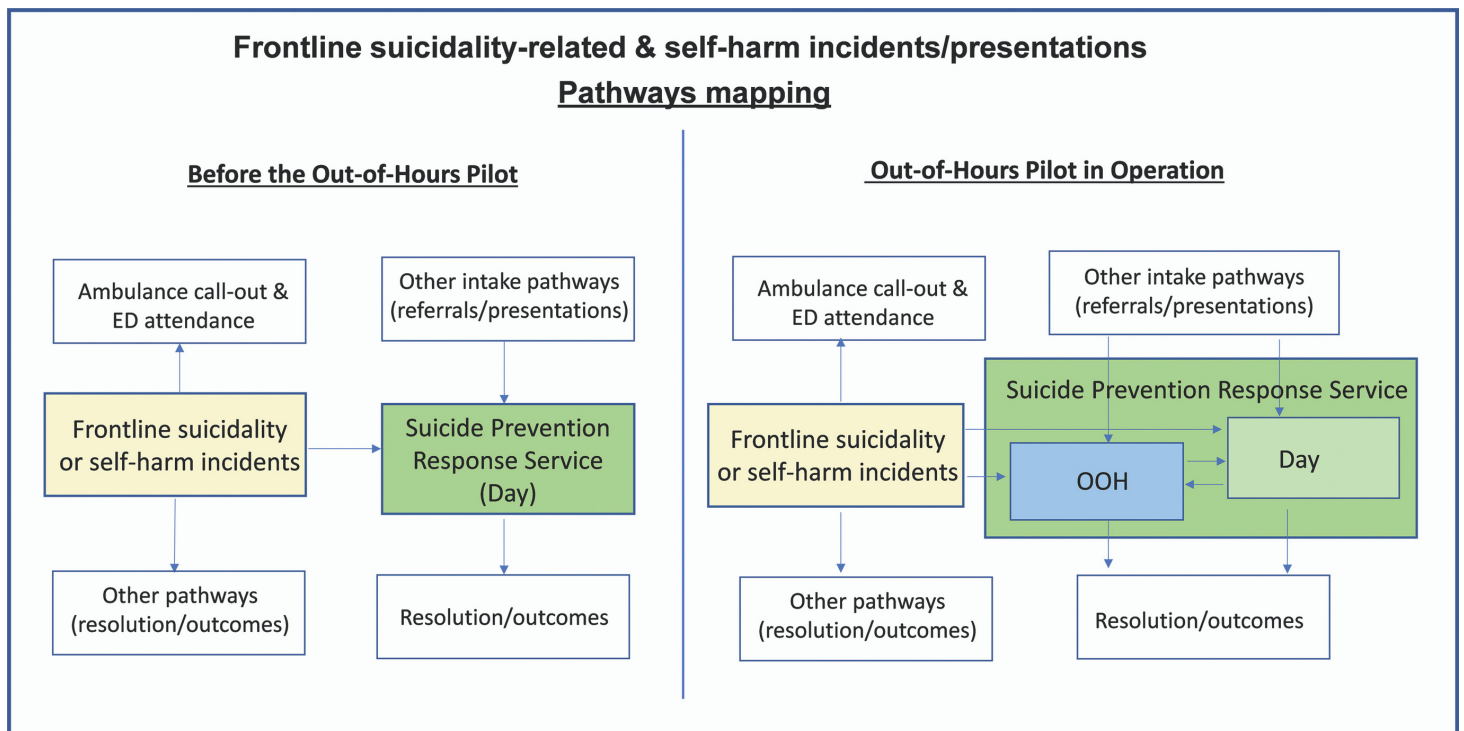 Frontline suicidality-related & self-harm incidents/presentations
Pathways mapping
Before the Out-of-Hours Pilot
Ambulance call-out &
ED attendance
Other intake pathways
(referrals/presentations)
Frontline suicidality
or self-harm incidents
Suicide Prevention
Response Service
(Day)
Other pathways
(resolution/outcomes)
Resolution/outcomes
Out-of-Hours Pilot in Operation
Ambulance call-out &
ED attendance
Other intake pathways
(referrals/presentations)
Suicide Prevention Response Service
Frontline suicidality
or self-harm incidents
OOH
Day
Other pathways
(resolution/outcomes)
Resolution/outcomes